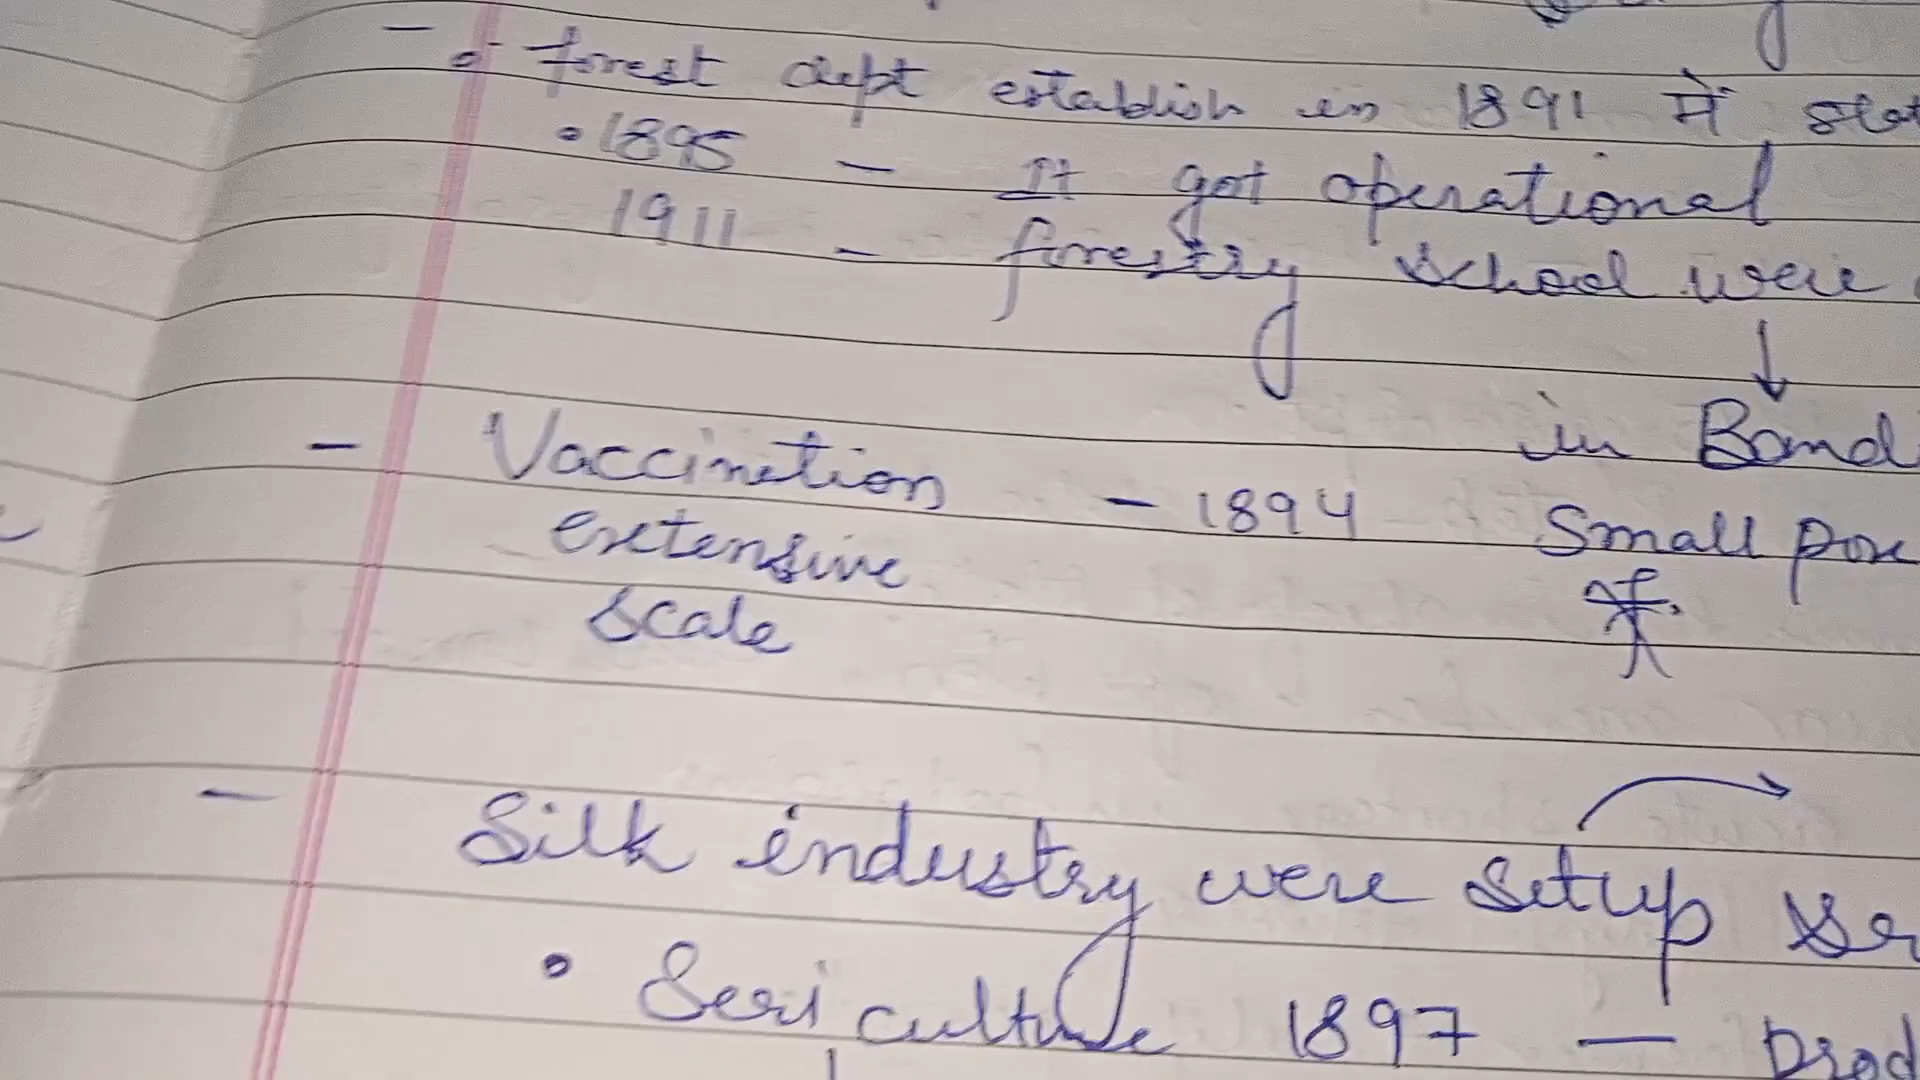 - forest dept establish in 1891 में
• 1895 - It got operational
1911 - forestry school were
in
- Vaccination - 1894 Small pox
extensive
scale
- Silk industry were setup
• Seri culture 1897 -